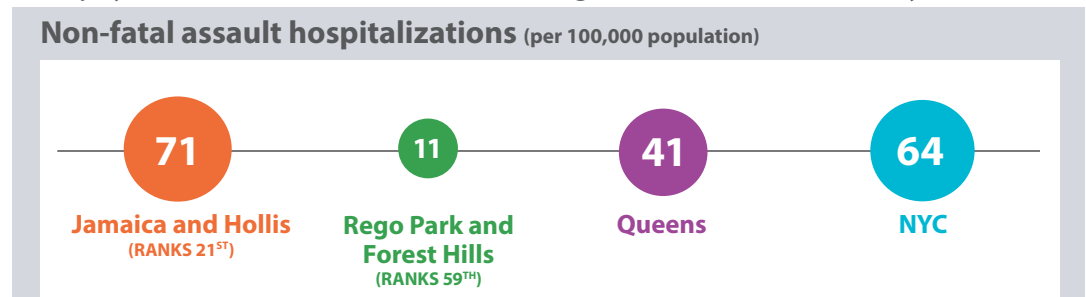 Non-fatal assault hospitalizations (per 100,000 population)
71
11
41
64
Jamaica and Hollis
(RANKS 21ST)
Rego Park and
Forest Hills
(RANKS 59TH)
Queens
NYC